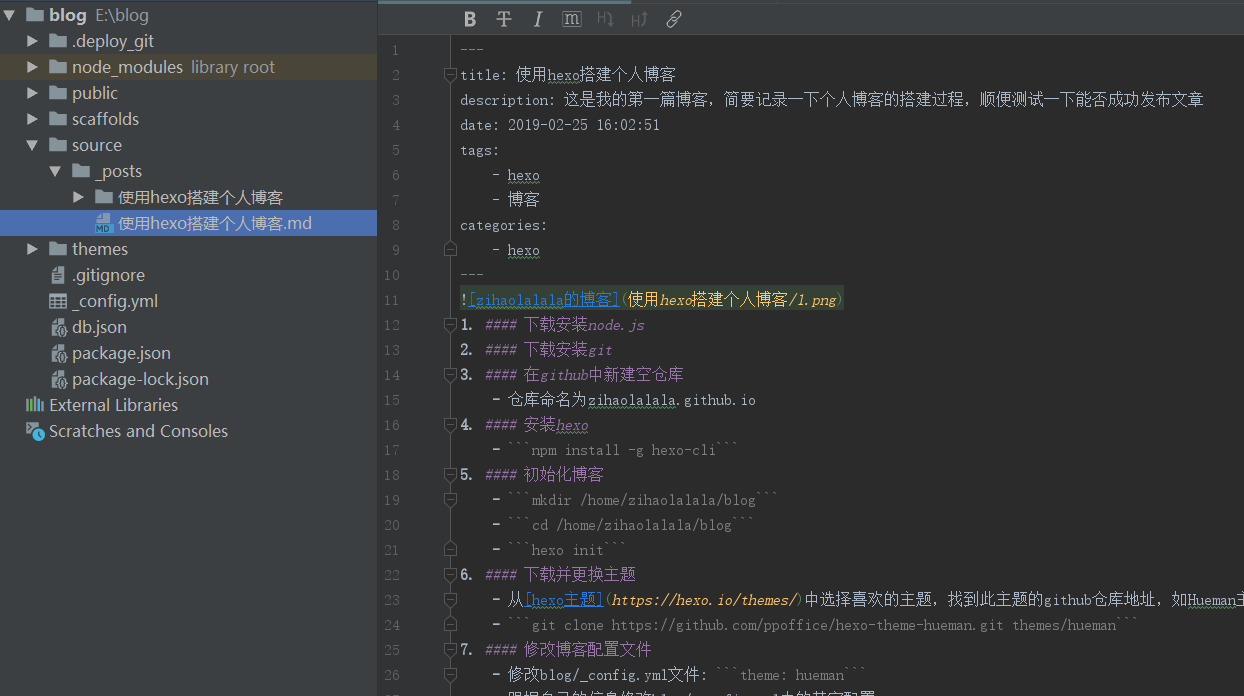 blog E:\blog
.deploy_git
node_modules library root
public
scaffolds
source
_posts
使用hexo搭建个人博客
使用hexo搭建个人博客.md
themes
.gitignore
_config.yml
db.json
package.json
package-lock.json
External Libraries
Scratches and Consoles
B T I m H H
1 ---
2 title: 使用hexo搭建个人博客
3 description: 这是我的第一篇博客，简要记录一下个人博客的搭建过程，顺便测试一下能否成功发布文章
4 date: 2019-02-25 16:02:51
5 tags:
6 - hexo
7 - 博客
8 categories:
9 - hexo
10 ---
11 ![zihaolalala的博客](使用hexo搭建个人博客/1.png)
12 1. #### 下载安装node.js
13 2. #### 下载安装git
14 3. #### 在github中新建空仓库
15 - 仓库命名为zihaolalala.github.io
16 4. #### 安装hexo
17 - ```npm install -g hexo-cli```
18 5. #### 初始化博客
19 - ```mkdir /home/zihaolalala/blog```
20 - ```cd /home/zihaolalala/blog```
21 - ```hexo init```
22 6. #### 下载并更换主题
23 - 从[hexo主题](https://hexo.io/themes/)中选择喜欢的主题，找到此主题的github仓库地址，如Hueman主
24 - ```git clone https://github.com/ppoffice/hexo-theme-hueman.git themes/hueman```
25 7. #### 修改博客配置文件
26 - 修改blog/_config.yml文件: ```theme: hueman```